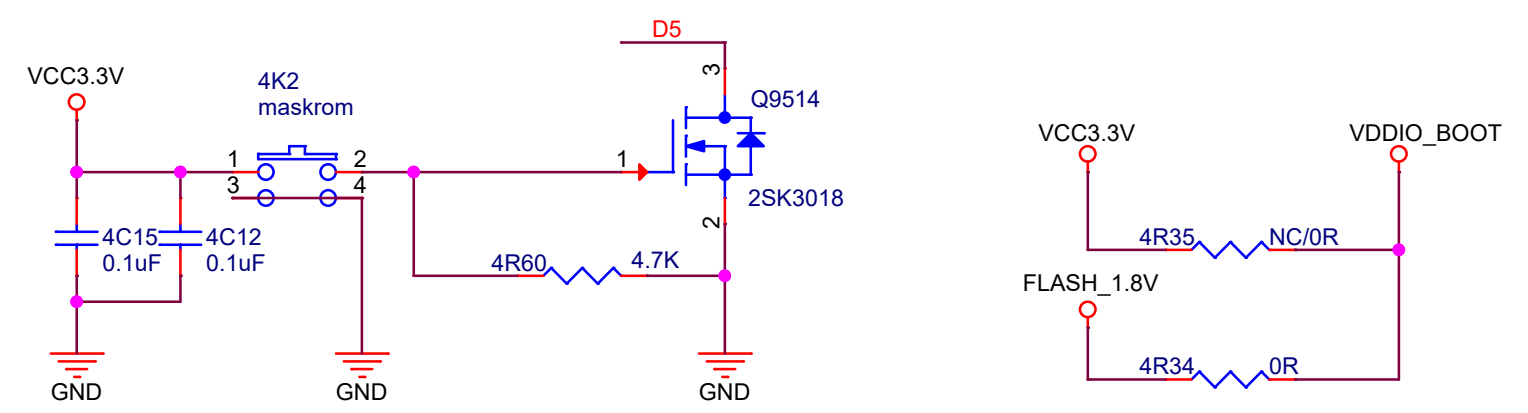 D5
VCC3.3V
4K2
maskrom
3
Q9514
1
2
1
3
4
2SK3018
2
4C15
0.1uF
4C12
0.1uF
4R60
4.7K
GND
GND
GND
VCC3.3V
VDDIO_BOOT
4R35
NC/0R
FLASH_1.8V
4R34
0R